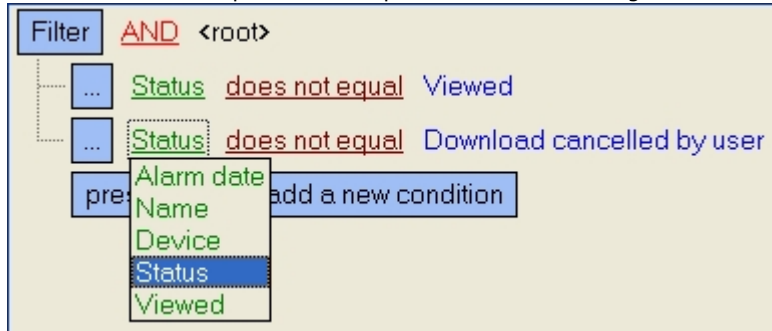 Filter AND <root>
... Status does not equal Viewed
... Status does not equal Download cancelled by user
pre add a new condition
Alarm date
Name
Device
Status
Viewed